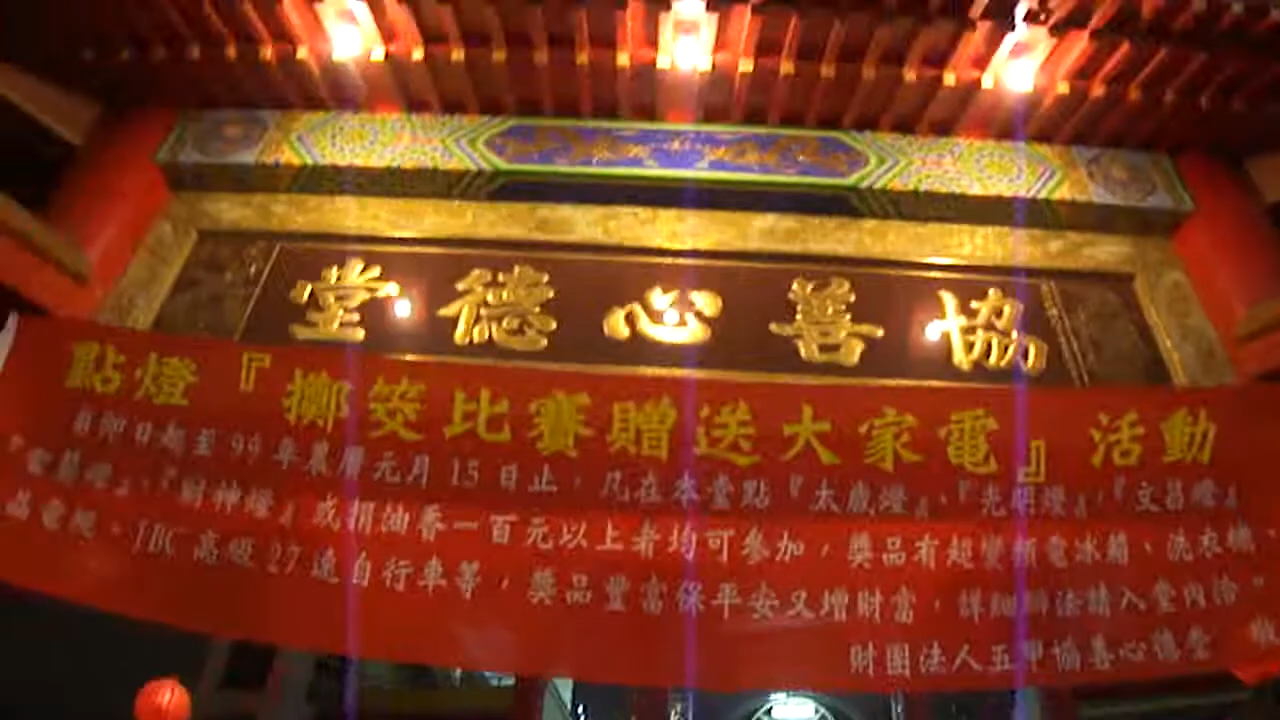 協善心德堂
點燈『擲筊比賽贈送大家電』活動
自即日起至99年農曆元月15日止，凡在本堂點『太歲燈』、『光明燈』、『文昌燈』
『財神燈』或捐油香一百元以上者均可參加，獎品有超變頻電冰箱、洗衣機、
高級27速自行車等，獎品豐富保平安又增財富，詳細辦法請入堂內洽。
財團法人五甲協善心德堂